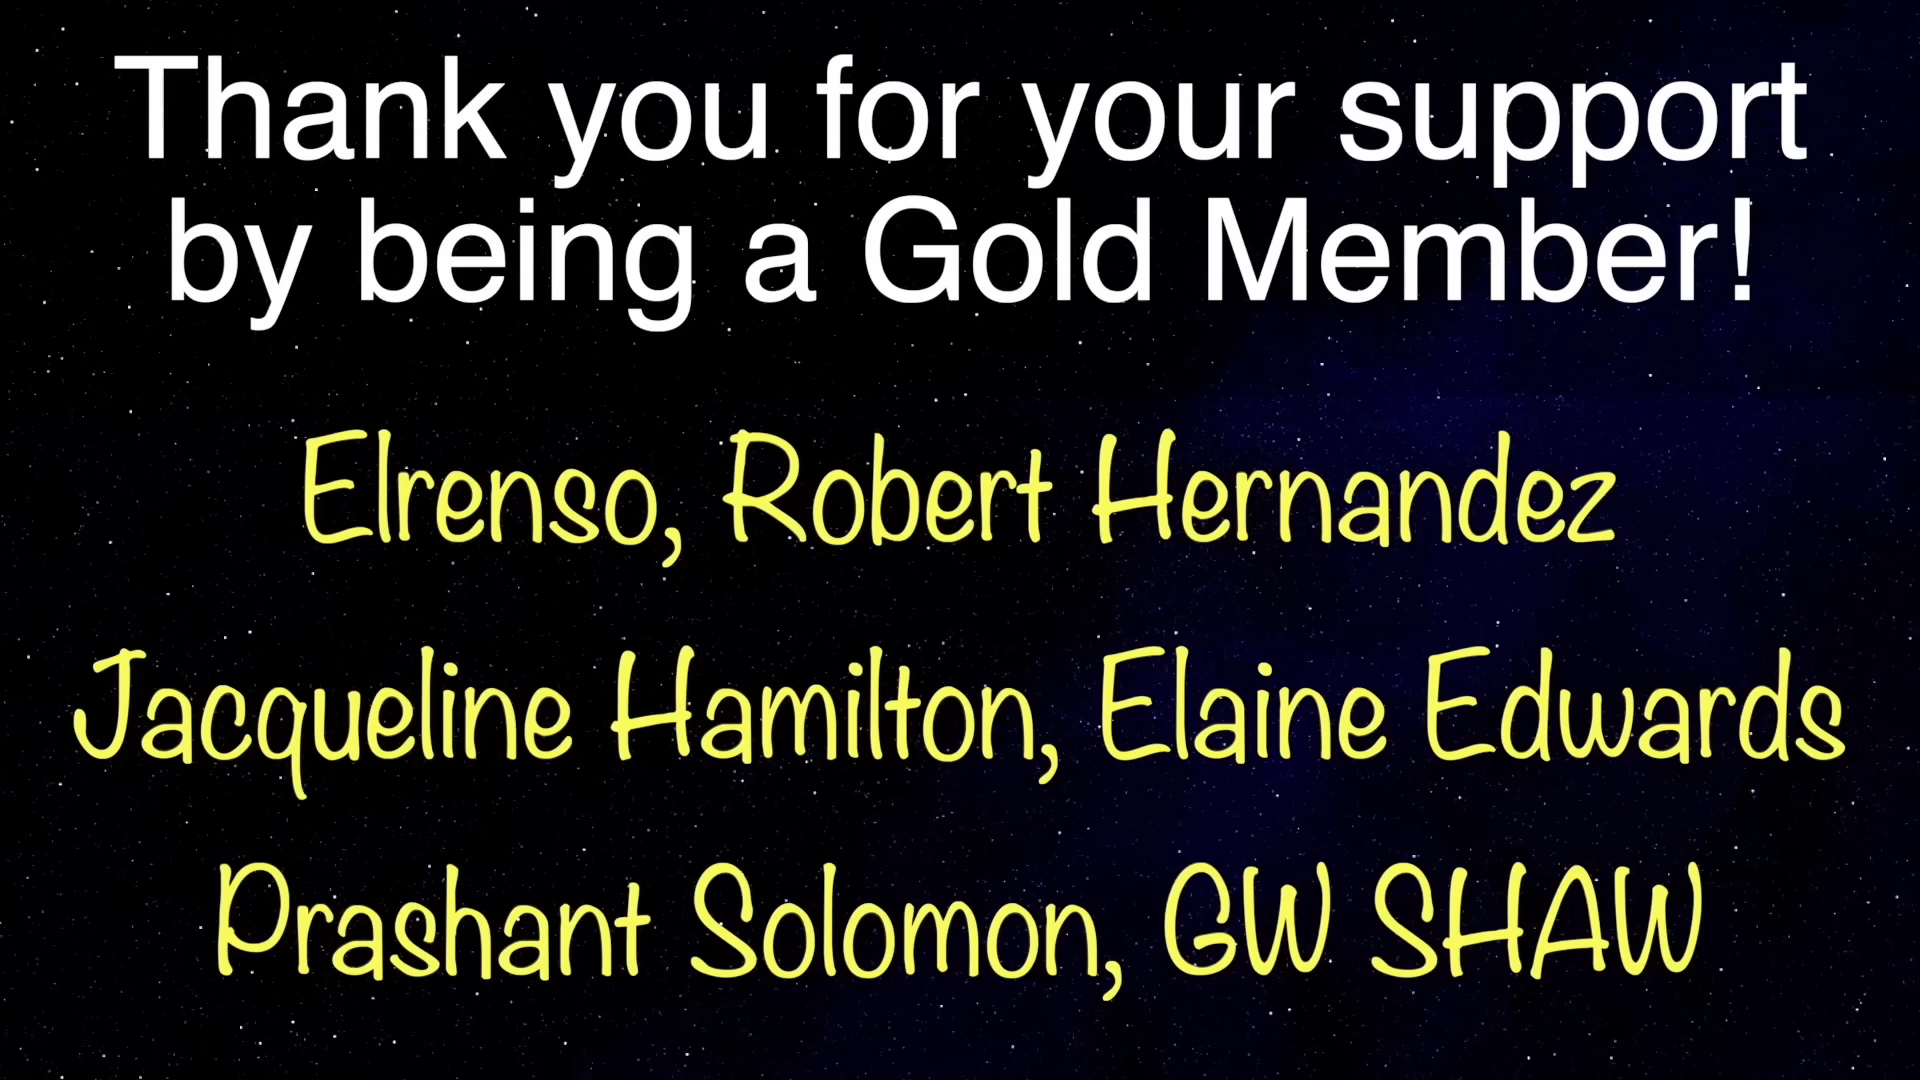 Thank you for your support
by being a Gold Member!
Elrenso, Robert Hernandez
Jacqueline Hamilton, Elaine Edwards
Prashant Solomon, GW SHAW